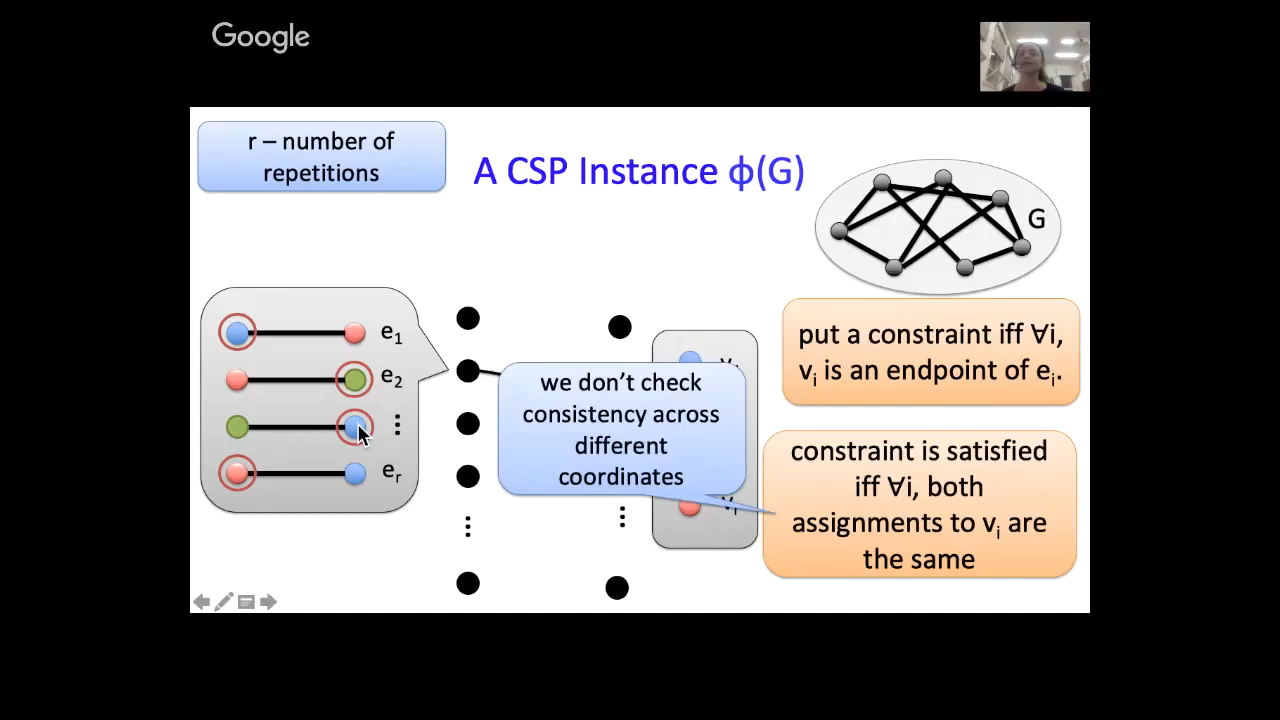 Google
r – number of
repetitions
A CSP Instance ϕ(G)
G
e₁
e₂
⋮
eᵣ
⋮
⋮
we don’t check
consistency across
different
coordinates
put a constraint iff ∀i,
vᵢ is an endpoint of eᵢ.
constraint is satisfied
iff ∀i, both
assignments to vᵢ are
the same